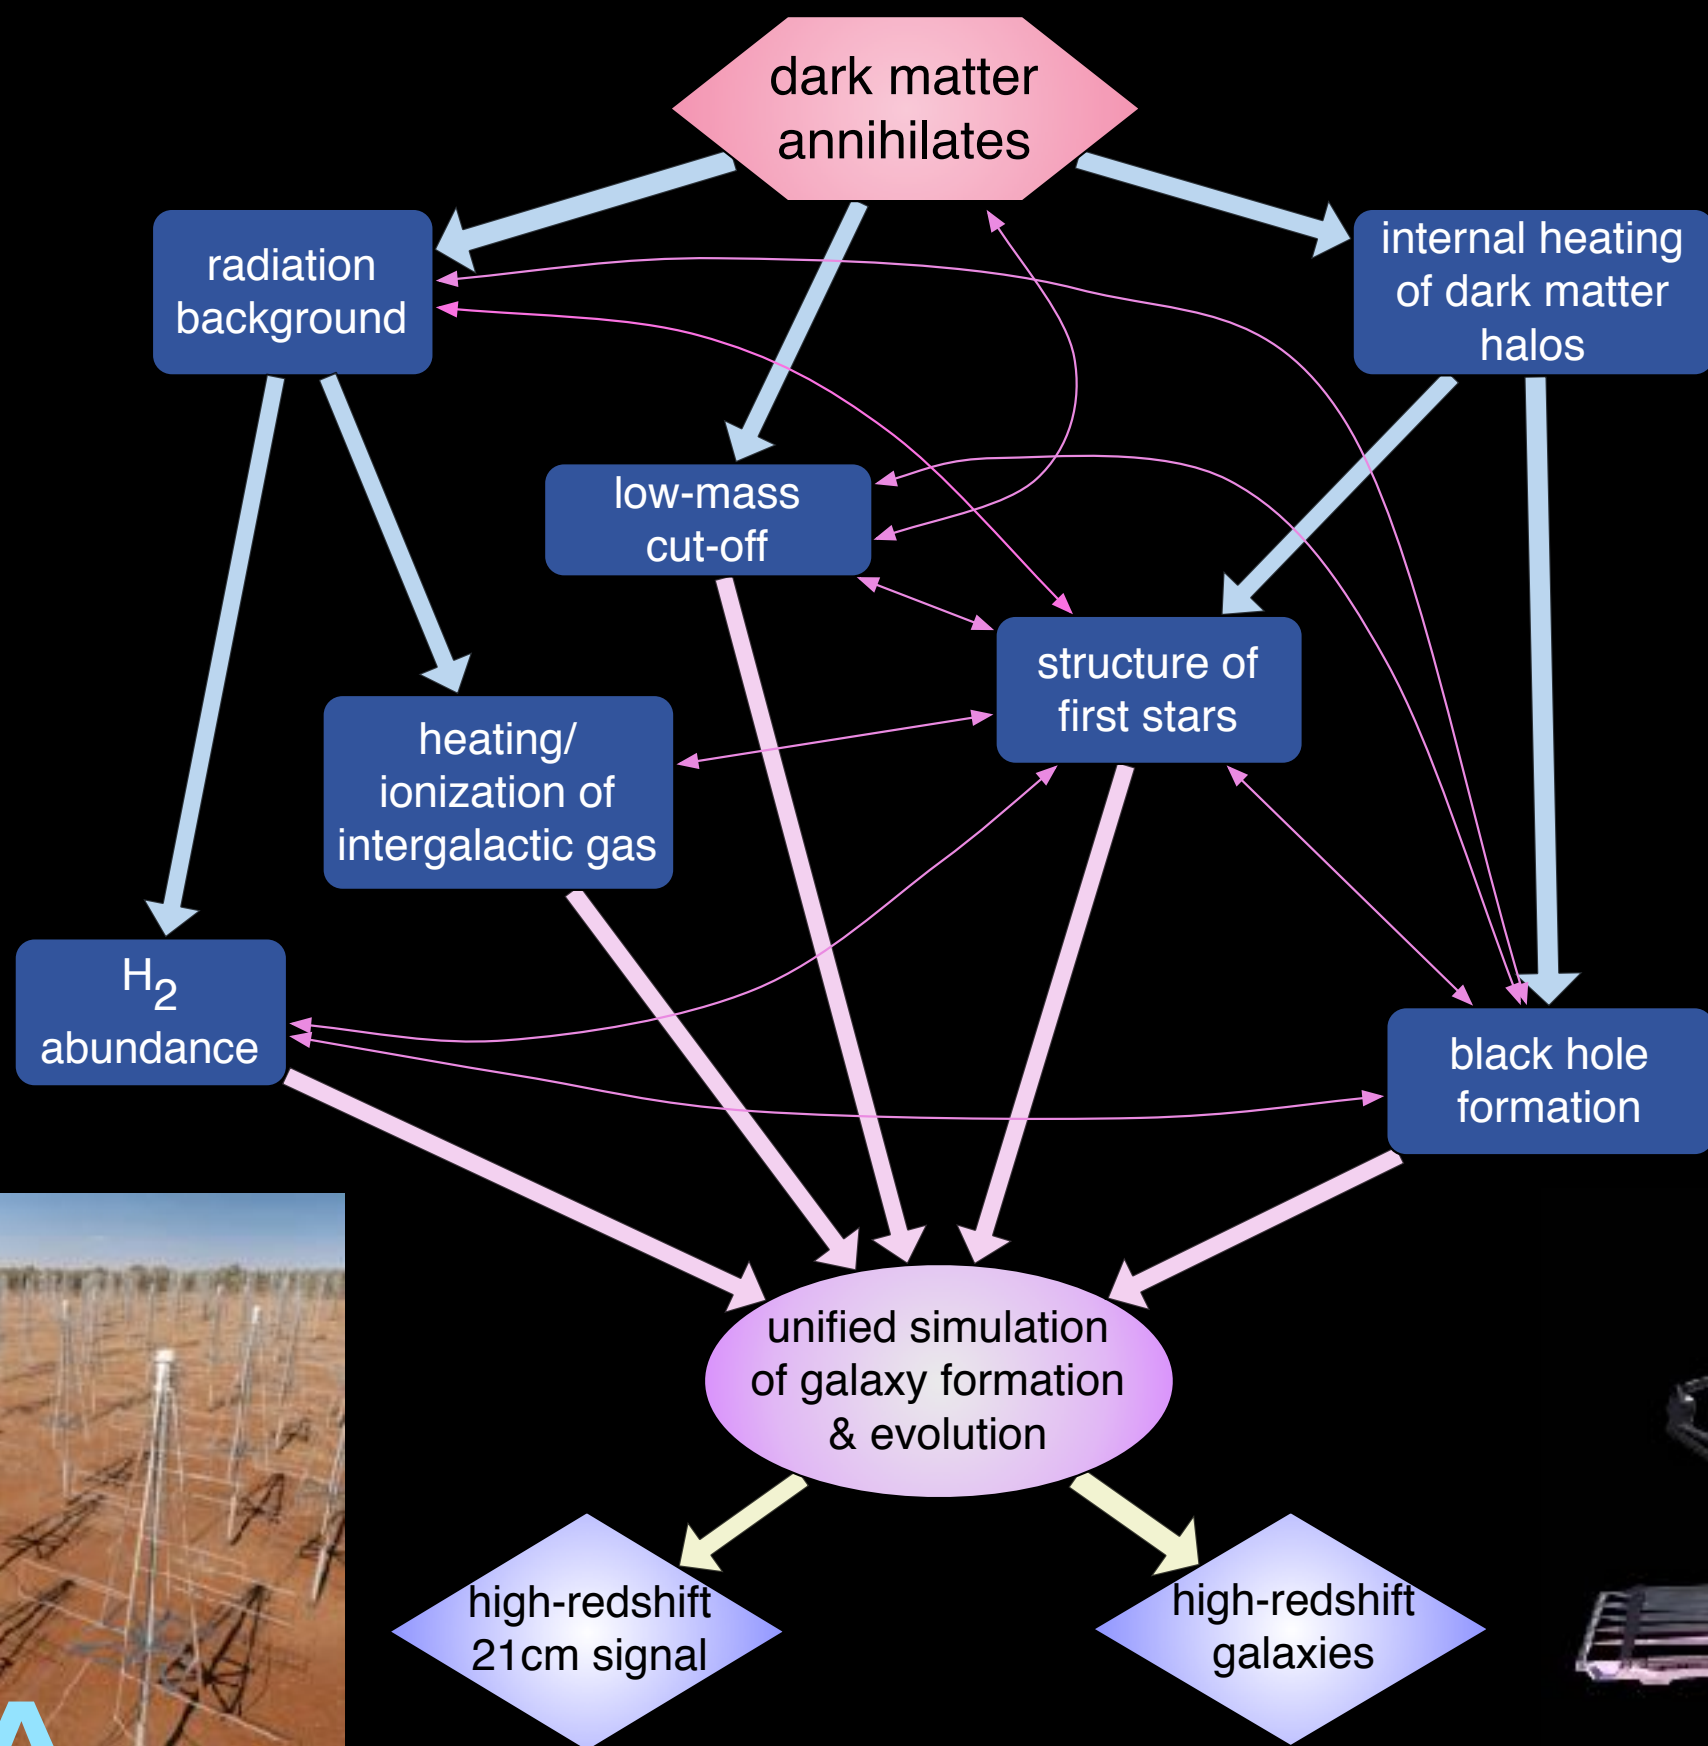 dark matter
annihilates
radiation
background
internal heating
of dark matter
halos
low-mass
cut-off
structure of
first stars
heating/
ionization of
intergalactic gas
H2
abundance
black hole
formation
unified simulation
of galaxy formation
& evolution
high-redshift
21cm signal
high-redshift
galaxies